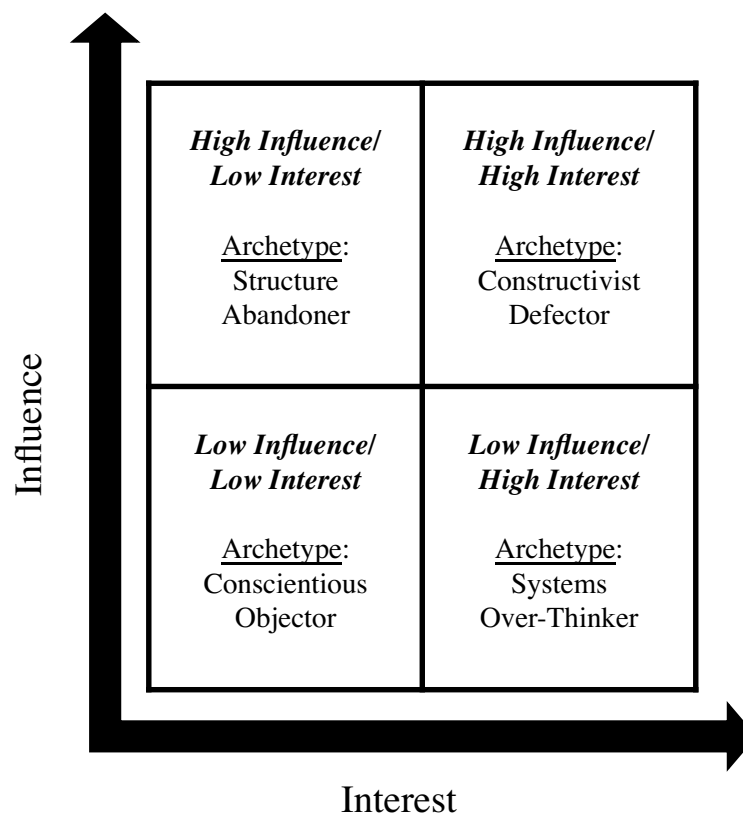 Influence
High Influence/
Low Interest
Archetype:
Structure
Abandoner
High Influence/
High Interest
Archetype:
Constructivist
Defector
Low Influence/
Low Interest
Archetype:
Conscientious
Objector
Low Influence/
High Interest
Archetype:
Systems
Over-Thinker
Interest